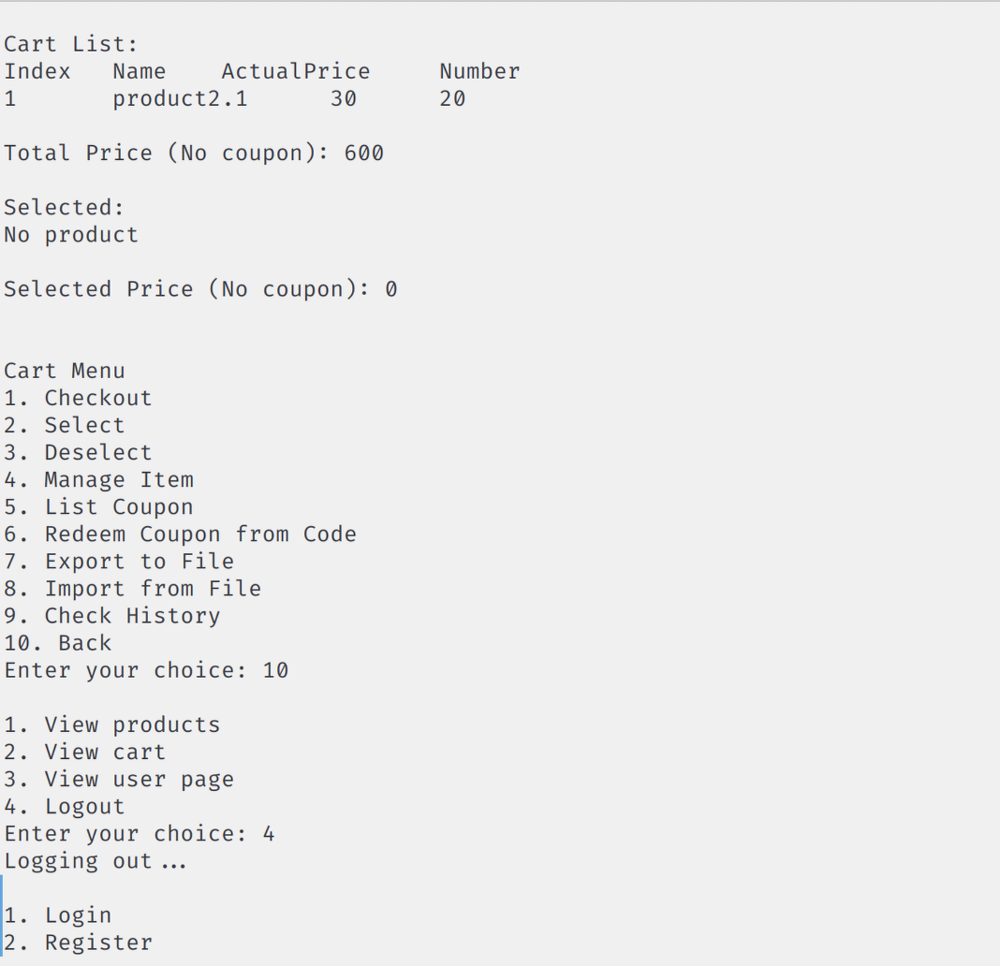 Cart List:
Index   Name    ActualPrice     Number
1       product2.1      30      20
Total Price (No coupon): 600
Selected:
No product
Selected Price (No coupon): 0
Cart Menu
1. Checkout
2. Select
3. Deselect
4. Manage Item
5. List Coupon
6. Redeem Coupon from Code
7. Export to File
8. Import from File
9. Check History
10. Back
Enter your choice: 10
1. View products
2. View cart
3. View user page
4. Logout
Enter your choice: 4
Logging out...
1. Login
2. Register